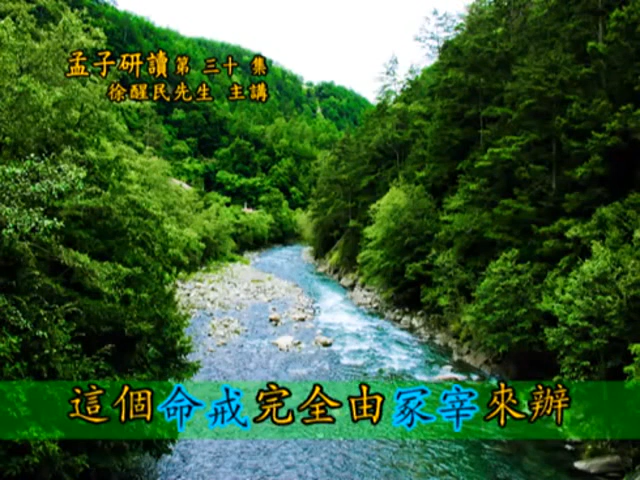 孟子研讀第三十集
徐醒民先生 主講
這個命戒完全由冢宰來辦